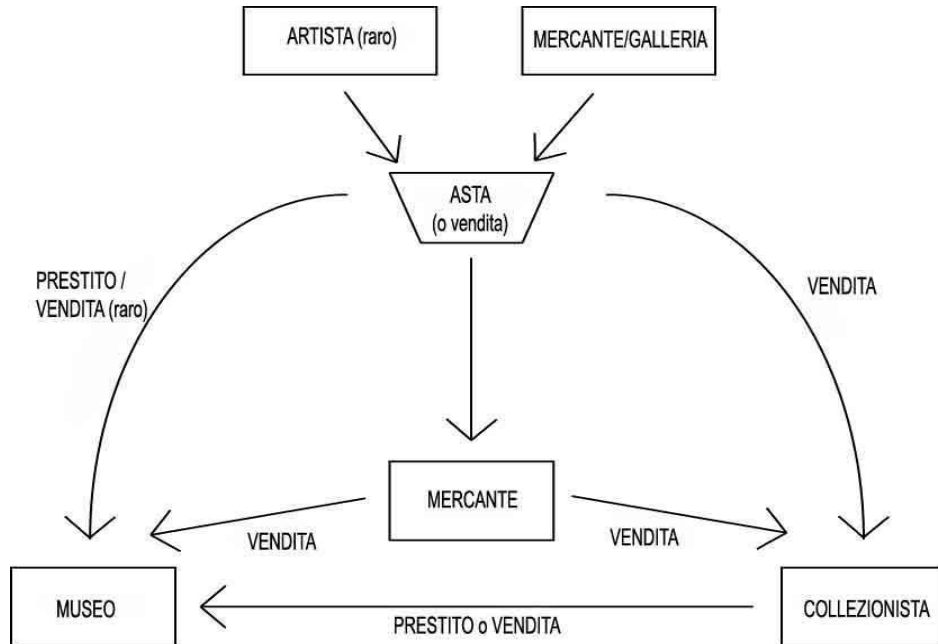 ARTISTA (raro)
MERCANTE/GALLERIA
ASTA
(o vendita)
PRESTITO /
VENDITA (raro)
VENDITA
MERCANTE
VENDITA
VENDITA
MUSEO
COLLEZIONISTA
PRESTITO o VENDITA